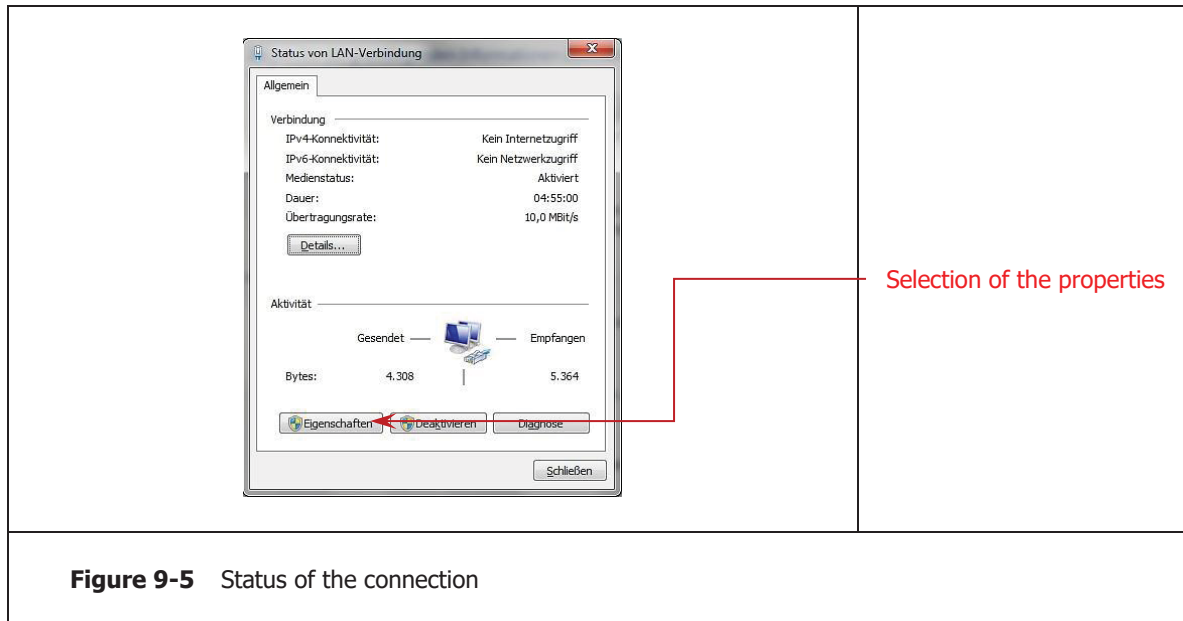 Status von LAN-Verbindung
Allgemein
Verbindung
IPv4-Konnektivität: Kein Internetzugriff
IPv6-Konnektivität: Kein Netzwerkzugriff
Medienstatus: Aktiviert
Dauer: 04:55:00
Übertragungsrate: 10,0 MBit/s
Details...
Aktivität
Gesendet Empfangen
Bytes: 4.308 5.364
Eigenschaften Deaktivieren Diagnose
Schließen
Selection of the properties
Figure 9-5 Status of the connection